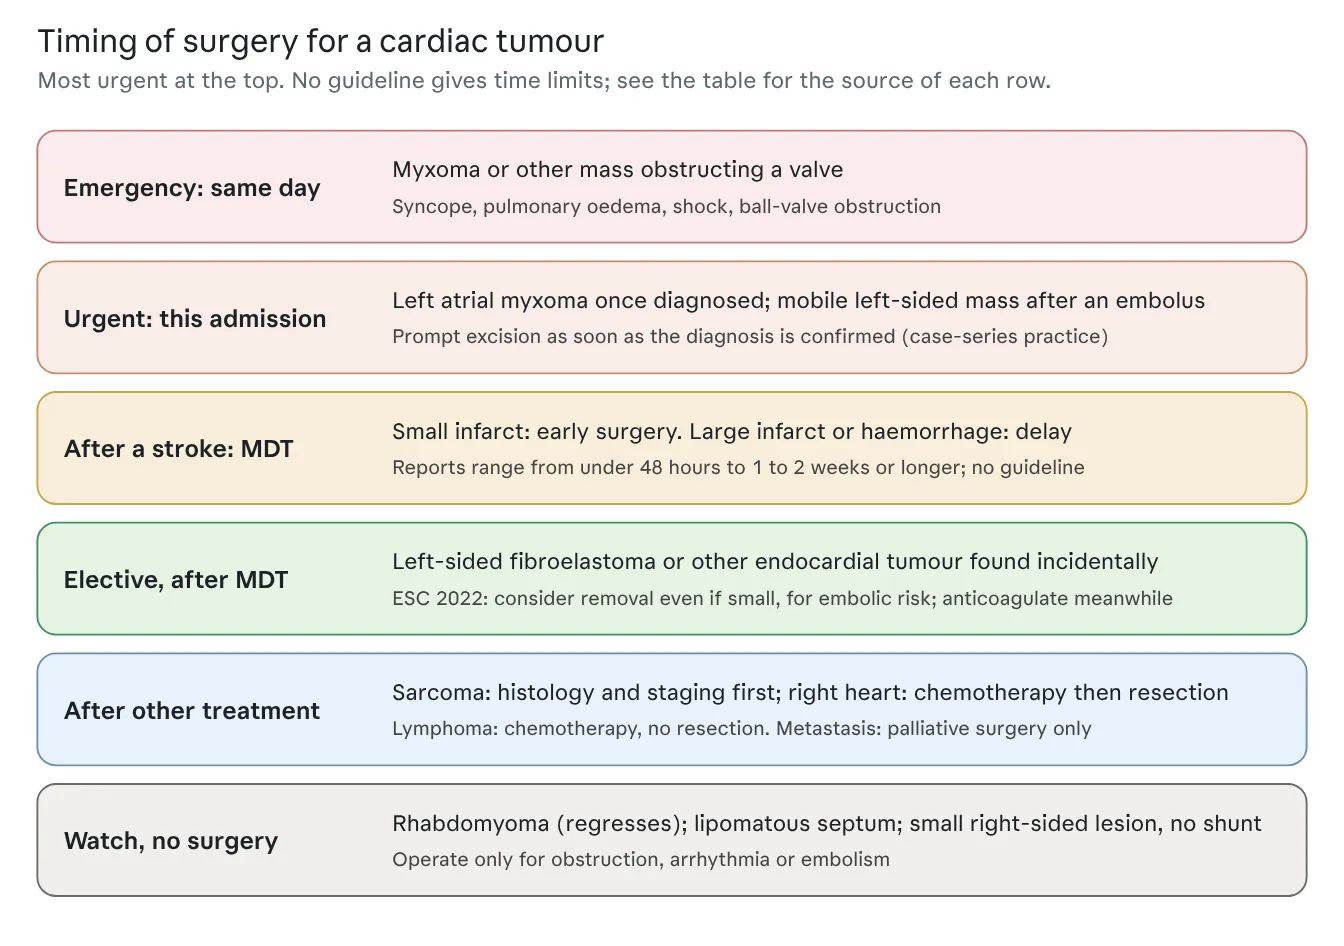 Timing of surgery for a cardiac tumour
Most urgent at the top. No guideline gives time limits; see the table for the source of each row.
Emergency: same day
Myxoma or other mass obstructing a valve
Syncope, pulmonary oedema, shock, ball-valve obstruction
Urgent: this admission
Left atrial myxoma once diagnosed; mobile left-sided mass after an embolus
Prompt excision as soon as the diagnosis is confirmed (case-series practice)
After a stroke: MDT
Small infarct: early surgery. Large infarct or haemorrhage: delay
Reports range from under 48 hours to 1 to 2 weeks or longer; no guideline
Elective, after MDT
Left-sided fibroelastoma or other endocardial tumour found incidentally
ESC 2022: consider removal even if small, for embolic risk; anticoagulate meanwhile
After other treatment
Sarcoma: histology and staging first; right heart: chemotherapy then resection
Lymphoma: chemotherapy, no resection. Metastasis: palliative surgery only
Watch, no surgery
Rhabdomyoma (regresses); lipomatous septum; small right-sided lesion, no shunt
Operate only for obstruction, arrhythmia or embolism